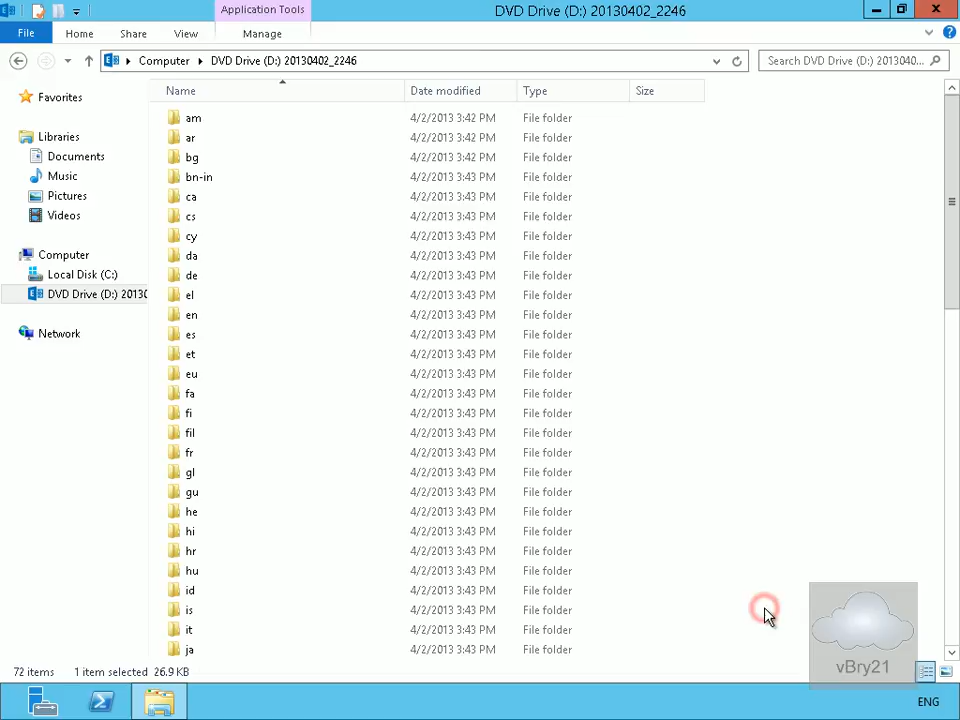 Application Tools
DVD Drive (D:) 20130402_2246
File
Home
Share
View
Manage
Computer
DVD Drive (D:) 20130402_2246
Search DVD Drive (D:) 201340...
Name
Date modified
Type
Size
Favorites
Libraries
Documents
Music
Pictures
Videos
Computer
Local Disk (C:)
DVD Drive (D:) 2013
Network
am 4/2/2013 3:42 PM File folder
ar 4/2/2013 3:42 PM File folder
bg 4/2/2013 3:42 PM File folder
bn-in 4/2/2013 3:43 PM File folder
ca 4/2/2013 3:43 PM File folder
cs 4/2/2013 3:43 PM File folder
cy 4/2/2013 3:43 PM File folder
da 4/2/2013 3:43 PM File folder
de 4/2/2013 3:43 PM File folder
el 4/2/2013 3:43 PM File folder
en 4/2/2013 3:43 PM File folder
es 4/2/2013 3:43 PM File folder
et 4/2/2013 3:43 PM File folder
eu 4/2/2013 3:43 PM File folder
fa 4/2/2013 3:43 PM File folder
fi 4/2/2013 3:43 PM File folder
fil 4/2/2013 3:43 PM File folder
fr 4/2/2013 3:43 PM File folder
gl 4/2/2013 3:43 PM File folder
gu 4/2/2013 3:43 PM File folder
he 4/2/2013 3:43 PM File folder
hi 4/2/2013 3:43 PM File folder
hr 4/2/2013 3:43 PM File folder
hu 4/2/2013 3:43 PM File folder
id 4/2/2013 3:43 PM File folder
is 4/2/2013 3:43 PM File folder
it 4/2/2013 3:43 PM File folder
ja 4/2/2013 3:43 PM File folder
vBry21
72 items 1 item selected 26.9 KB
ENG